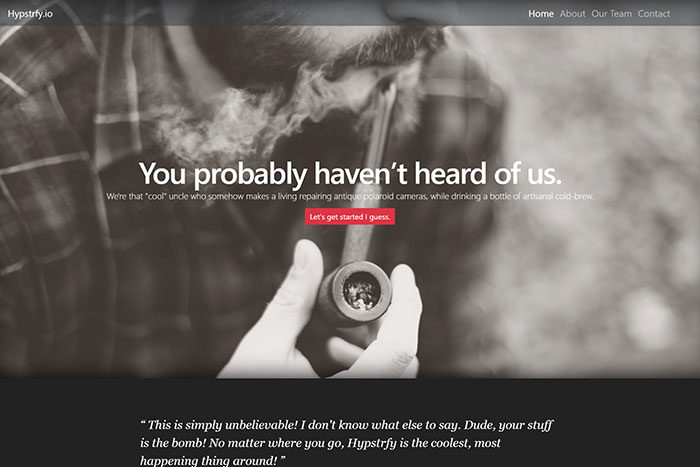 Hypstrfy.io
Home About Our Team Contact
You probably haven’t heard of us.
We're that "cool" uncle who somehow makes a living repairing antique polaroid cameras, while drinking a bottle of artisanal cold-brew.
Let's get started I guess.
“ This is simply unbelievable! I don't know what else to say. Dude, your stuff
is the bomb! No matter where you go, Hypstrfy is the coolest, most
happening thing around! ”